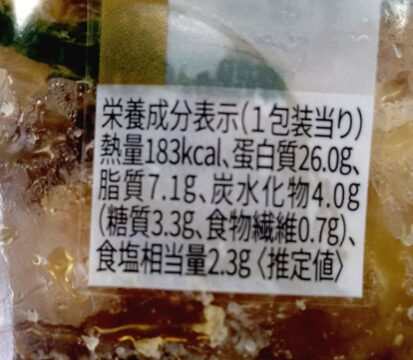 栄養成分表示(1包装当り)
熱量183kcal、蛋白質26.0g、
脂質7.1g、炭水化物4.0g
(糖質3.3g、食物繊維0.7g)、
食塩相当量2.3g〈推定値〉